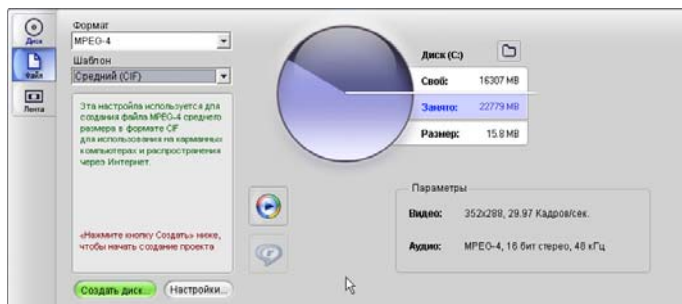 Диск
Файл
Лента
Формат
MPEG-4
Шаблон
Средний (CIF)
Эта настройка используется для
создания файла MPEG-4 среднего
размера в формате CIF
для использования на карманных
компьютерах и распространения
через Интернет.
«Нажмите кнопку Создать» ниже,
чтобы начать создание проекта
Создать диск...
Настройки...
Диск (C:)
Своб: 16307 MB
Занято: 22779 MB
Размер: 15.8 MB
Параметры
Видео: 352x288, 29.97 Кадров/сек.
Аудио: MPEG-4, 16 бит стерео, 48 кГц